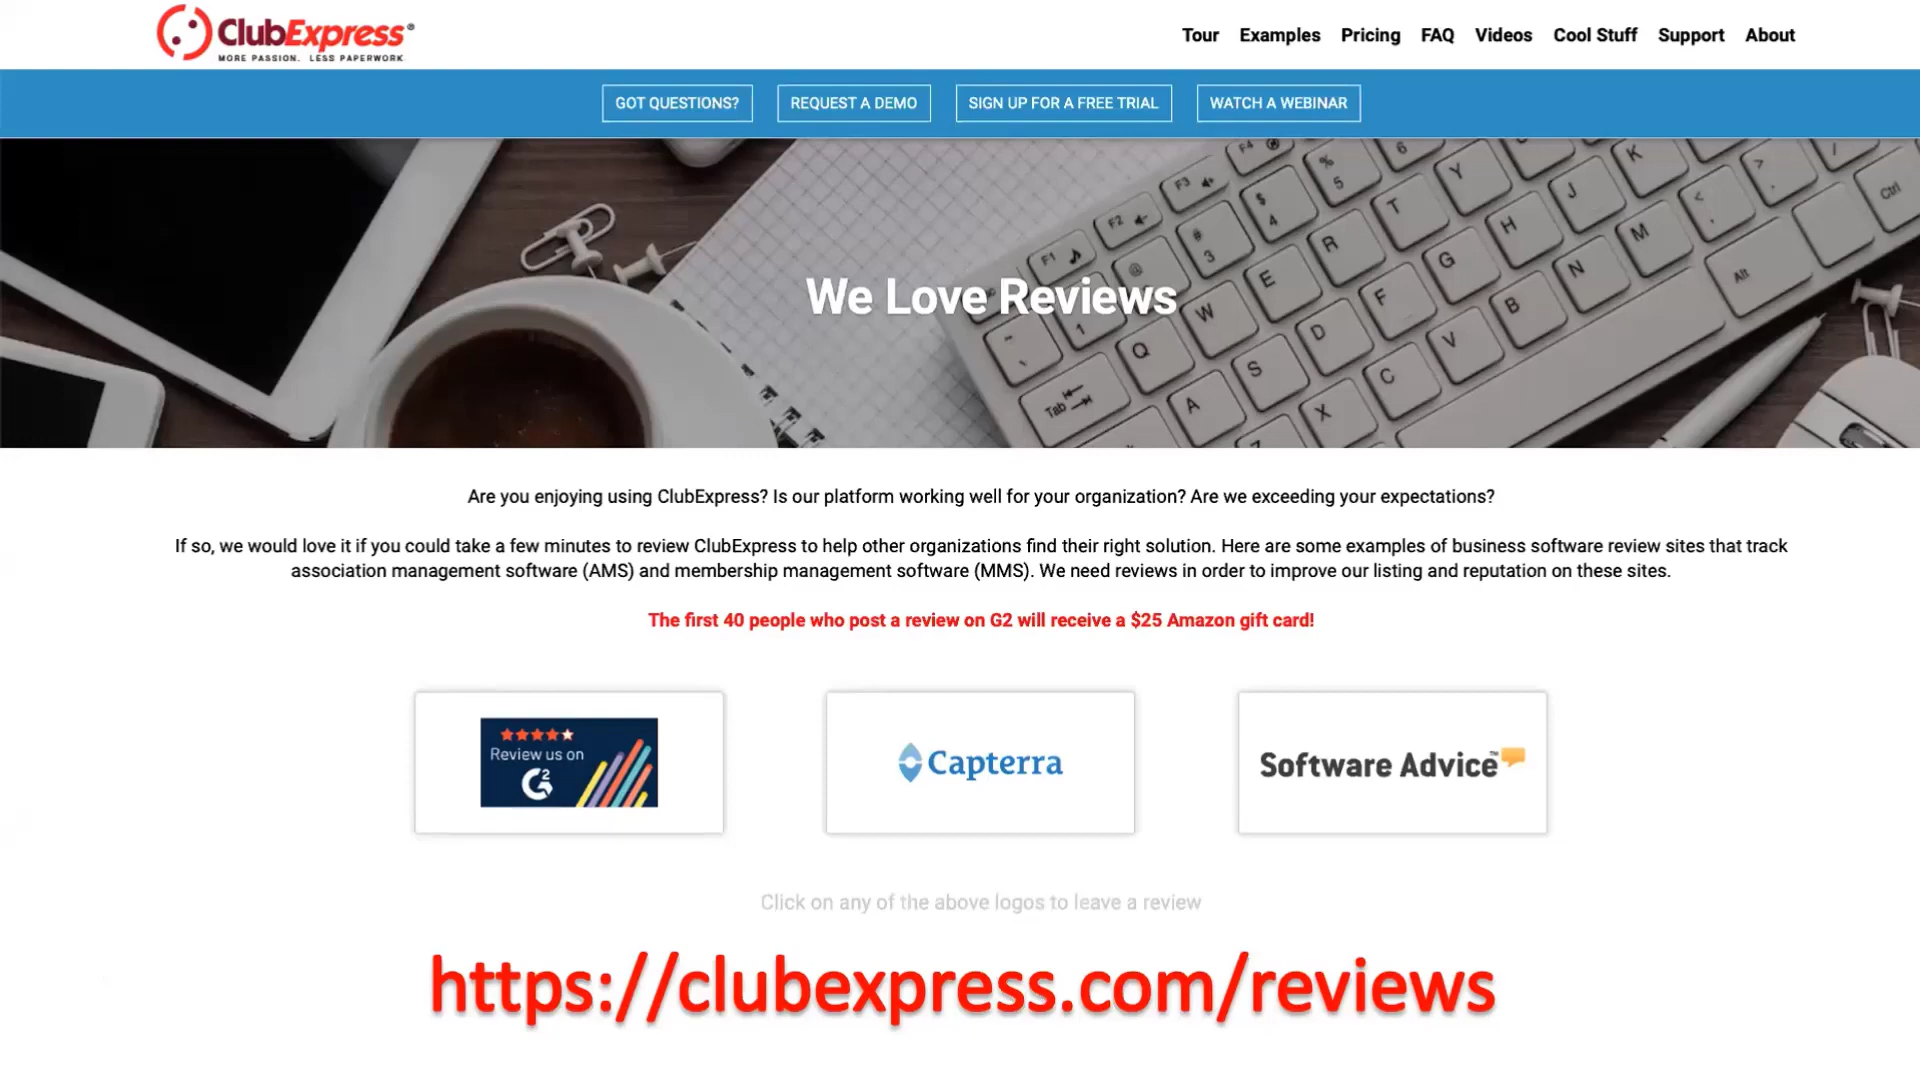 ClubExpress®
MORE PASSION. LESS PAPERWORK.
Tour Examples Pricing FAQ Videos Cool Stuff Support About
GOT QUESTIONS? REQUEST A DEMO SIGN UP FOR A FREE TRIAL WATCH A WEBINAR
We Love Reviews
Are you enjoying using ClubExpress? Is our platform working well for your organization? Are we exceeding your expectations?
If so, we would love it if you could take a few minutes to review ClubExpress to help other organizations find their right solution. Here are some examples of business software review sites that track
association management software (AMS) and membership management software (MMS). We need reviews in order to improve our listing and reputation on these sites.
The first 40 people who post a review on G2 will receive a $25 Amazon gift card!
Review us on
G2
Capterra
Software Advice™
Click on any of the above logos to leave a review
https://clubexpress.com/reviews